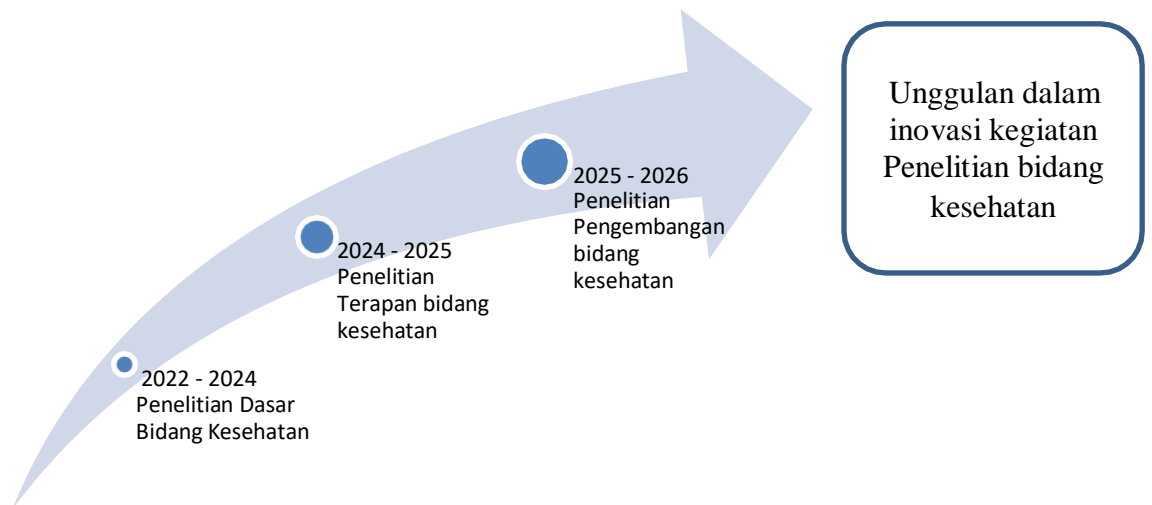 2022 - 2024
Penelitian Dasar
Bidang Kesehatan
2024 - 2025
Penelitian
Terapan bidang
kesehatan
2025 - 2026
Penelitian
Pengembangan
bidang
kesehatan
Unggulan dalam
inovasi kegiatan
Penelitian bidang
kesehatan